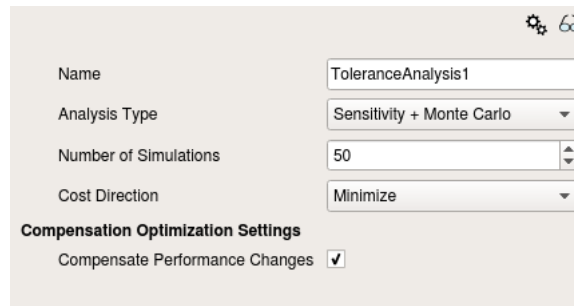 Name ToleranceAnalysis1
Analysis Type Sensitivity + Monte Carlo
Number of Simulations 50
Cost Direction Minimize
Compensation Optimization Settings
Compensate Performance Changes